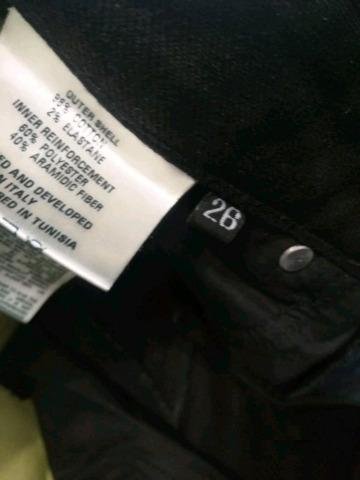 OUTER SHELL
98% COTTON
2% ELASTANE
INNER REINFORCEMENT
60% POLYESTER
40% ARAMIDIC FIBER
ED AND DEVELOPED
N ITALY
RED IN TUNISIA
26